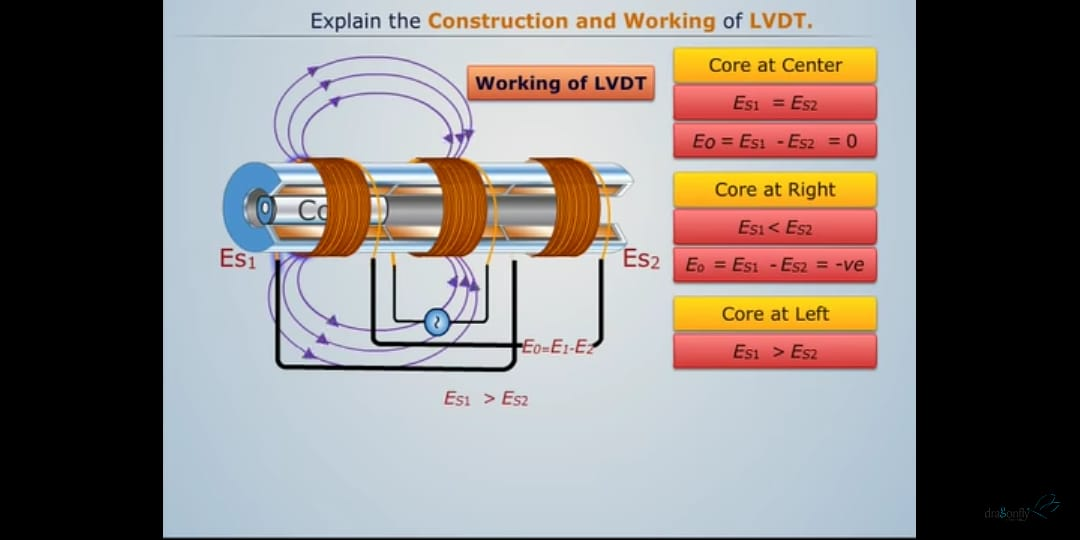 Explain the Construction and Working of LVDT.
Working of LVDT
Core at Center
ES1 = ES2
EO = ES1 - ES2 = 0
Core at Right
ES1 < ES2
Eo = ES1 - ES2 = -ve
Core at Left
ES1 > ES2
Co
ES1
ES2
EO=E1-E2
ES1 > ES2
dragonfly